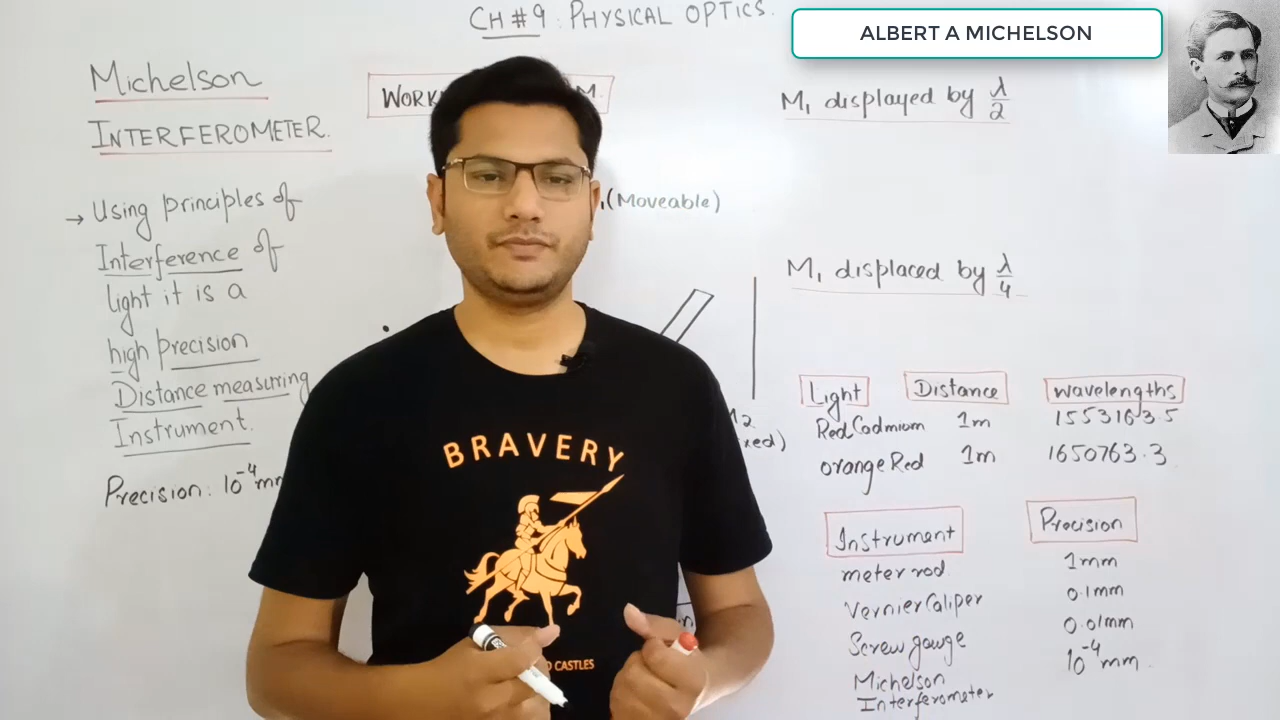 CH # 9 : PHYSICAL OPTICS.
ALBERT A MICHELSON
Michelson
INTERFEROMETER.
→ Using principles of
Interference of
light it is a
high precision
Distance measuring
Instrument.
Precision: 10⁻⁴ mm
M.
(Moveable)
M₁ displayed by λ/2
M₁ displaced by λ/4
Light Distance Wavelengths
Red Cadmium 1m 1553163.5
orange Red 1m 1650763.3
Instrument Precision
meter rod 1mm
Vernier Caliper 0.1mm
Screw gauge 0.01mm
Michelson 10⁻⁴ mm
Interferometer
BRAVERY
CASTLES